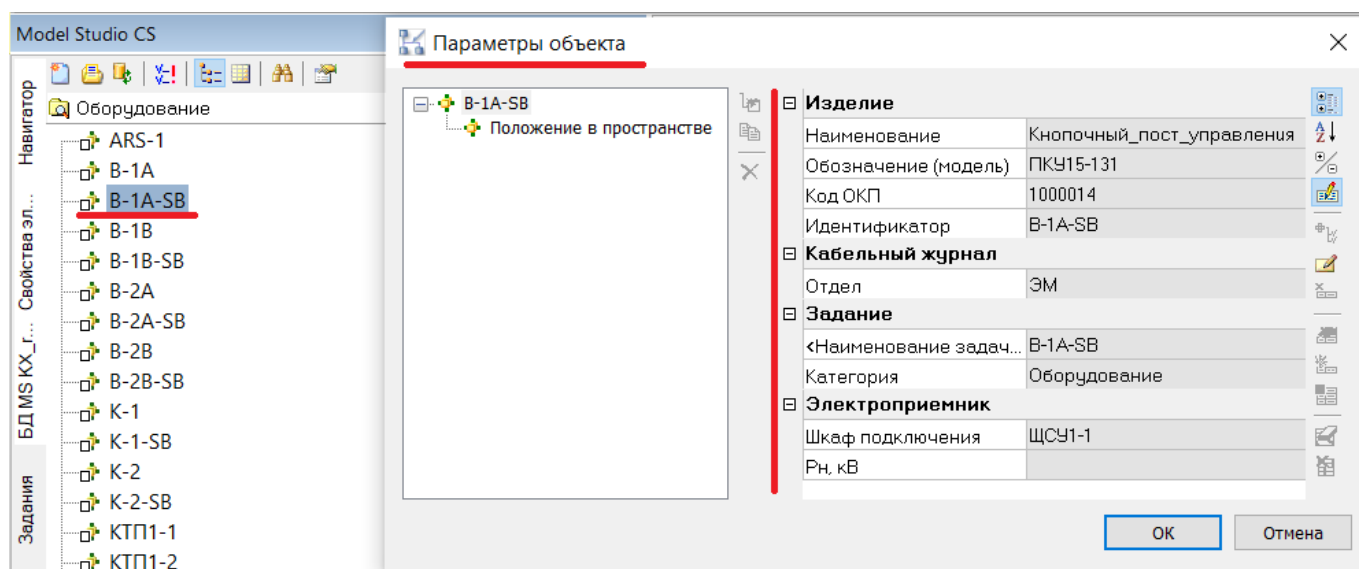 Model Studio CS
Навигатор
Свойства эл...
БД MS KX_г...
Задания
Оборудование
ARS-1
B-1A
B-1A-SB
B-1B
B-1B-SB
B-2A
B-2A-SB
B-2B
B-2B-SB
K-1
K-1-SB
K-2
K-2-SB
КТП1-1
КТП1-2
Параметры объекта
B-1A-SB
Положение в пространстве
Изделие
Наименование Кнопочный_пост_управления
Обозначение (модель) ПКУ15-131
Код ОКП 1000014
Идентификатор B-1A-SB
Кабельный журнал
Отдел ЭМ
Задание
<Наименование задач... B-1A-SB
Категория Оборудование
Электроприемник
Шкаф подключения ЩСУ1-1
Рн, кВ
ОК Отмена